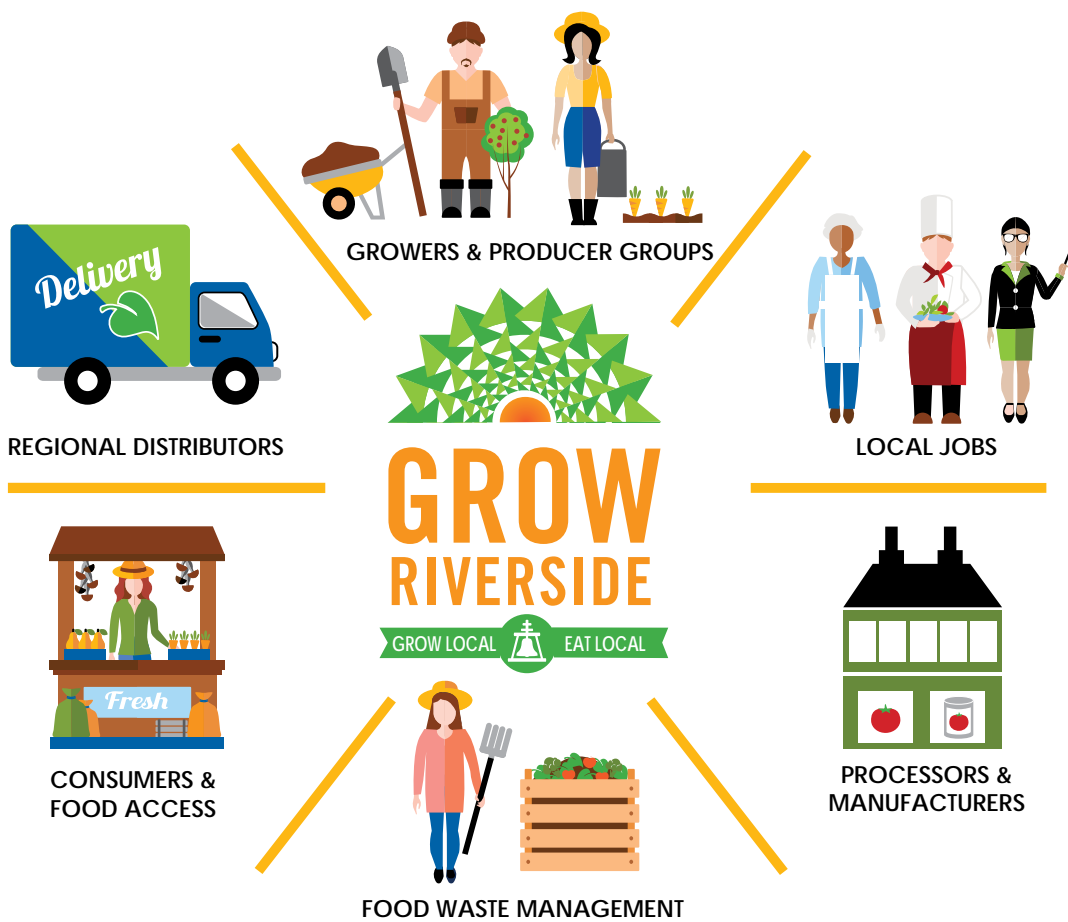 GROWERS & PRODUCER GROUPS
Delivery
REGIONAL DISTRIBUTORS
LOCAL JOBS
GROW
RIVERSIDE
GROW LOCAL EAT LOCAL
Fresh
CONSUMERS &
FOOD ACCESS
PROCESSORS &
MANUFACTURERS
FOOD WASTE MANAGEMENT